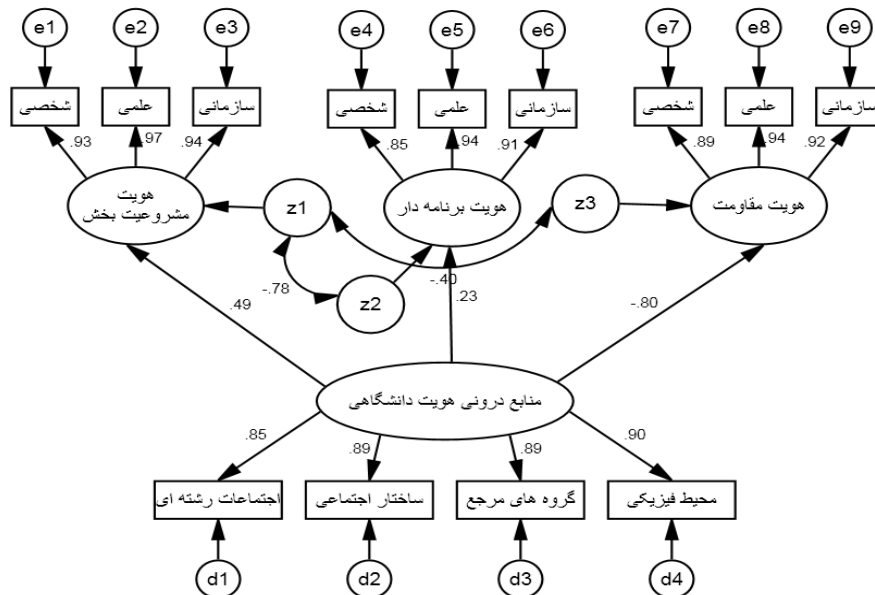 e1
e2
e3
e4
e5
e6
e7
e8
e9
شخصی
علمی
سازمانی
شخصی
علمی
سازمانی
شخصی
علمی
سازمانی
.93
.97
.94
.85
.94
.91
.89
.94
.92
هویت
مشروعیت بخش
z1
هویت برنامه دار
z3
هویت مقاومت
-.78
z2
-.40
.49
.23
-.80
منابع درونی هویت دانشگاهی
.85
.89
.89
.90
اجتماعات رشته ای
ساختار اجتماعی
گروه های مرجع
محیط فیزیکی
d1
d2
d3
d4